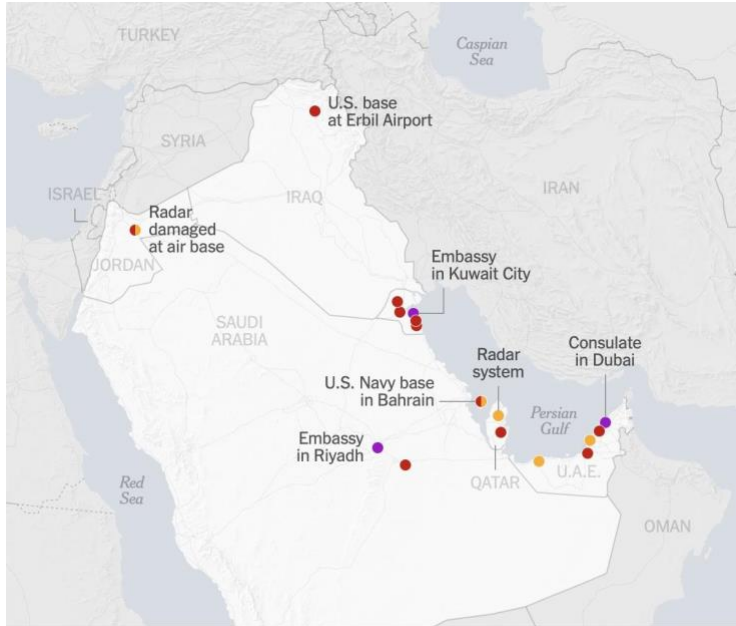 TURKEY
Caspian
Sea
U.S. base
at Erbil Airport
SYRIA
ISRAEL
IRAQ
IRAN
Radar
damaged
at air base
JORDAN
Embassy
in Kuwait City
SAUDI
ARABIA
Consulate
in Dubai
Radar
system
U.S. Navy base
in Bahrain
Persian
Gulf
Embassy
in Riyadh
QATAR
U.A.E.
Red
Sea
OMAN